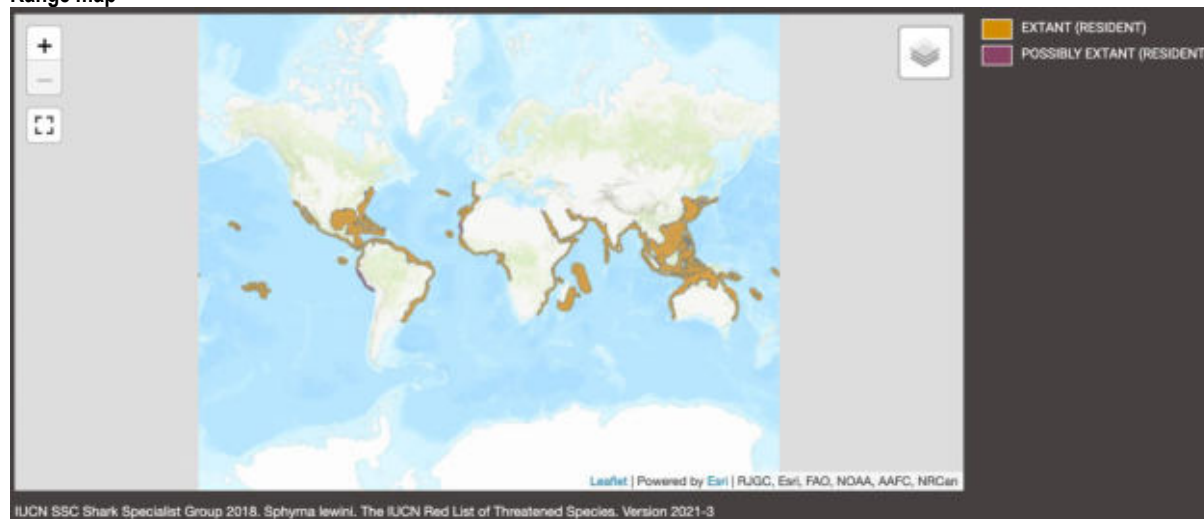 Range map
+
−
EXTANT (RESIDENT)
POSSIBLY EXTANT (RESIDENT
Leaflet | Powered by Esri | RJGC, Esri, FAO, NOAA, AAFC, NRCan
IUCN SSC Shark Specialist Group 2018. Sphyrna lewini. The IUCN Red List of Threatened Species. Version 2021-3